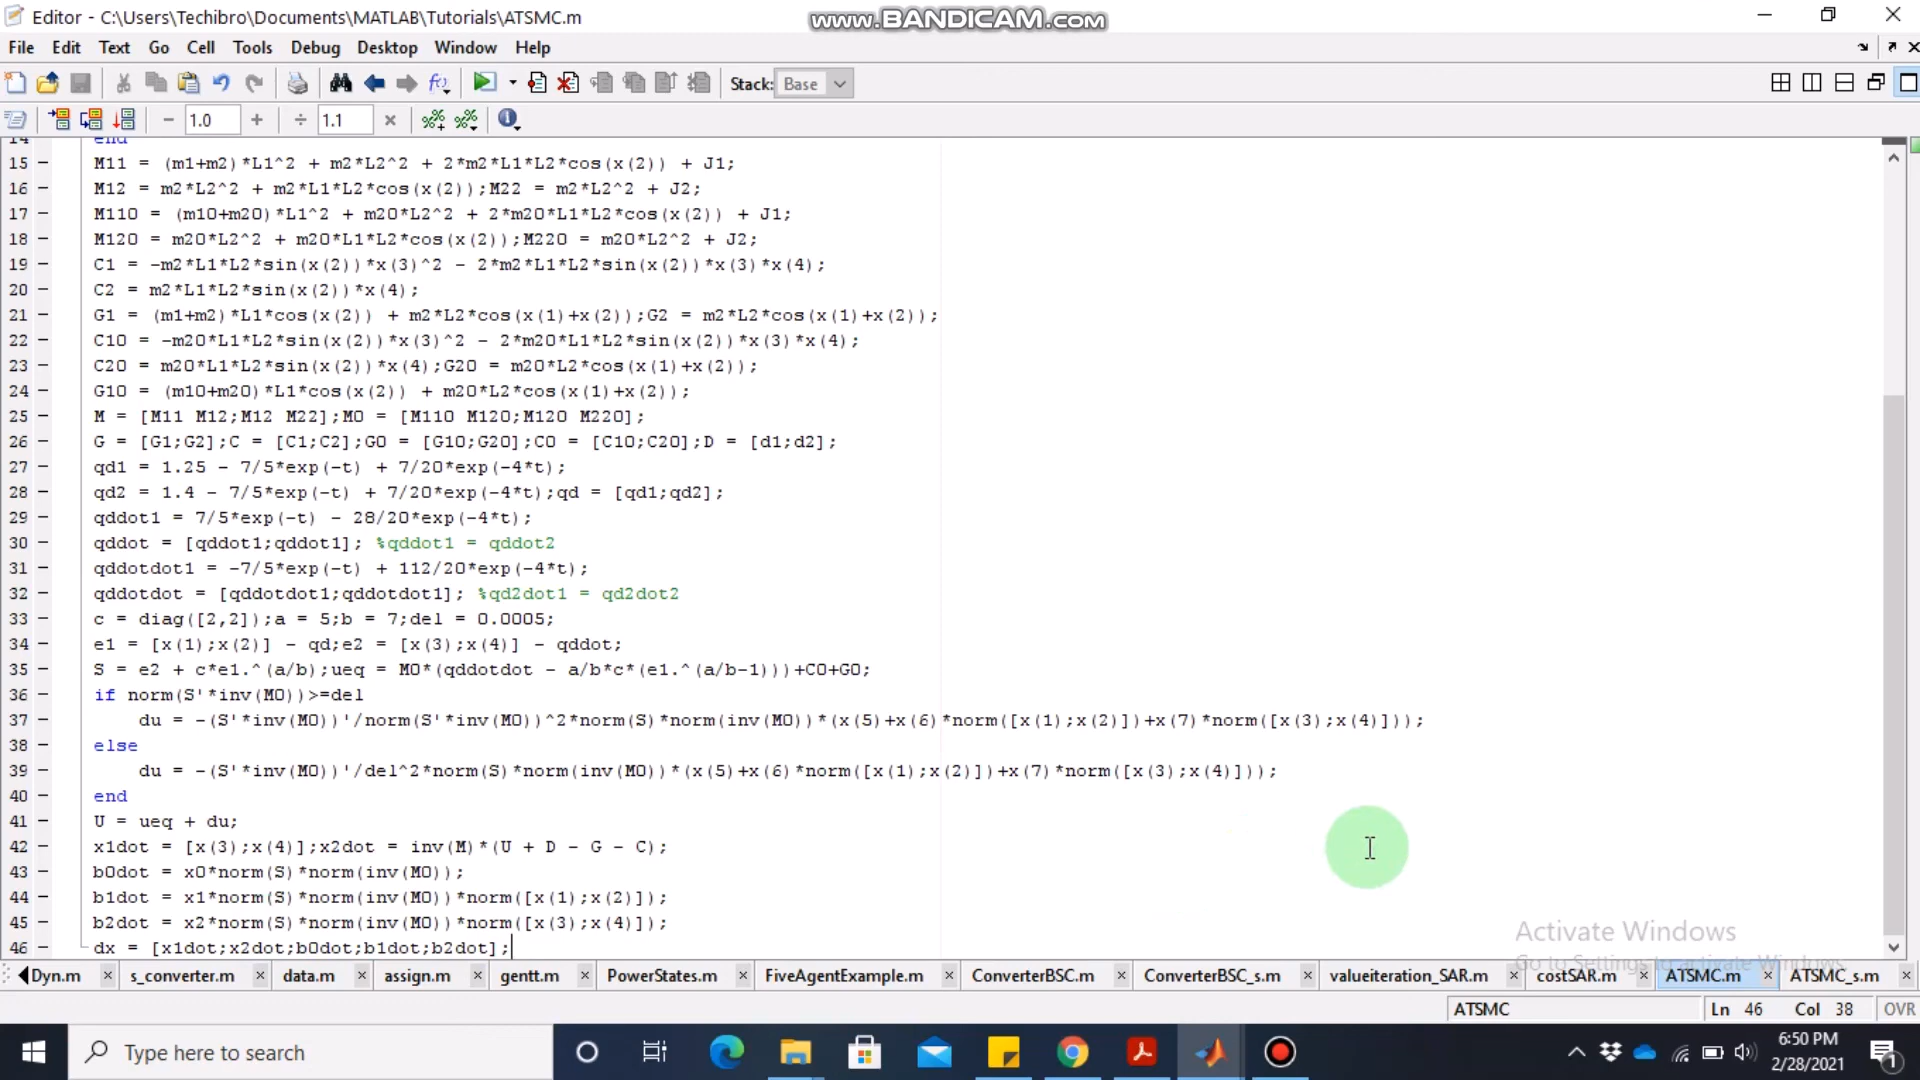 Editor - C:\Users\Techibro\Documents\MATLAB\Tutorials\ATSMC.m
www.BANDICAM.com
File Edit Text Go Cell Tools Debug Desktop Window Help
Stack: Base
1.0 1.1
14 end
15 M11 = (m1+m2)*L1^2 + m2*L2^2 + 2*m2*L1*L2*cos(x(2)) + J1;
16 M12 = m2*L2^2 + m2*L1*L2*cos(x(2));M22 = m2*L2^2 + J2;
17 M110 = (m10+m20)*L1^2 + m20*L2^2 + 2*m20*L1*L2*cos(x(2)) + J1;
18 M120 = m20*L2^2 + m20*L1*L2*cos(x(2));M220 = m20*L2^2 + J2;
19 C1 = -m2*L1*L2*sin(x(2))*x(3)^2 - 2*m2*L1*L2*sin(x(2))*x(3)*x(4);
20 C2 = m2*L1*L2*sin(x(2))*x(4);
21 G1 = (m1+m2)*L1*cos(x(2)) + m2*L2*cos(x(1)+x(2));G2 = m2*L2*cos(x(1)+x(2));
22 C10 = -m20*L1*L2*sin(x(2))*x(3)^2 - 2*m20*L1*L2*sin(x(2))*x(3)*x(4);
23 C20 = m20*L1*L2*sin(x(2))*x(4);G20 = m20*L2*cos(x(1)+x(2));
24 G10 = (m10+m20)*L1*cos(x(2)) + m20*L2*cos(x(1)+x(2));
25 M = [M11 M12;M12 M22];M0 = [M110 M120;M120 M220];
26 G = [G1;G2];C = [C1;C2];G0 = [G10;G20];C0 = [C10;C20];D = [d1;d2];
27 qd1 = 1.25 - 7/5*exp(-t) + 7/20*exp(-4*t);
28 qd2 = 1.4 - 7/5*exp(-t) + 7/20*exp(-4*t);qd = [qd1;qd2];
29 qddot1 = 7/5*exp(-t) - 28/20*exp(-4*t);
30 qddot = [qddot1;qddot1]; %qddot1 = qddot2
31 qddotdot1 = -7/5*exp(-t) + 112/20*exp(-4*t);
32 qddotdot = [qddotdot1;qddotdot1]; %qd2dot1 = qd2dot2
33 c = diag([2,2]);a = 5;b = 7;del = 0.0005;
34 e1 = [x(1);x(2)] - qd;e2 = [x(3);x(4)] - qddot;
35 S = e2 + c*e1.^(a/b);ueq = M0*(qddotdot - a/b*c*(e1.^(a/b-1)))+C0+G0;
36 if norm(S'*inv(M0))>=del
37 du = -(S'*inv(M0))'/norm(S'*inv(M0))^2*norm(S)*norm(inv(M0))*(x(5)+x(6)*norm([x(1);x(2)])+x(7)*norm([x(3);x(4)]));
38 else
39 du = -(S'*inv(M0))'/del^2*norm(S)*norm(inv(M0))*(x(5)+x(6)*norm([x(1);x(2)])+x(7)*norm([x(3);x(4)]));
40 end
41 U = ueq + du;
42 x1dot = [x(3);x(4)];x2dot = inv(M)*(U + D - G - C);
43 b0dot = x0*norm(S)*norm(inv(M0));
44 b1dot = x1*norm(S)*norm(inv(M0))*norm([x(1);x(2)]);
45 b2dot = x2*norm(S)*norm(inv(M0))*norm([x(3);x(4)]);
46 dx = [x1dot;x2dot;b0dot;b1dot;b2dot];
Activate Windows
Go to Settings to activate Windows.
Dyn.m s_converter.m data.m assign.m gentt.m PowerStates.m FiveAgentExample.m ConverterBSC.m ConverterBSC_s.m valueiteration_SAR.m costSAR.m ATSMC.m ATSMC_s.m
ATSMC Ln 46 Col 38 OVR
Type here to search
6:50 PM
2/28/2021
1